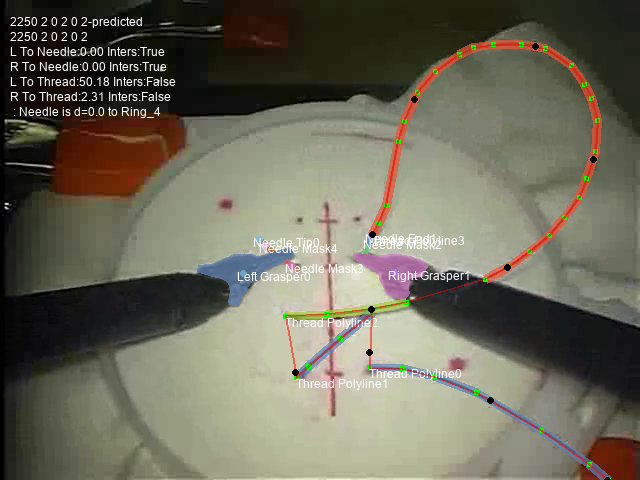 2250 2 0 2 0 2-predicted
2250 2 0 2 0 2
L To Needle:0.00 Inters:True
R To Needle:0.00 Inters:True
L To Thread:50.18 Inters:False
R To Thread:2.31 Inters:False
: Needle is d=0.0 to Ring_4
Needle Tip0
Needle Mask4
Needle Mask3
Needle End1
Needle Mask2
Left Grasper0
Right Grasper1
Thread Polyline2
Thread Polyline0
Thread Polyline1